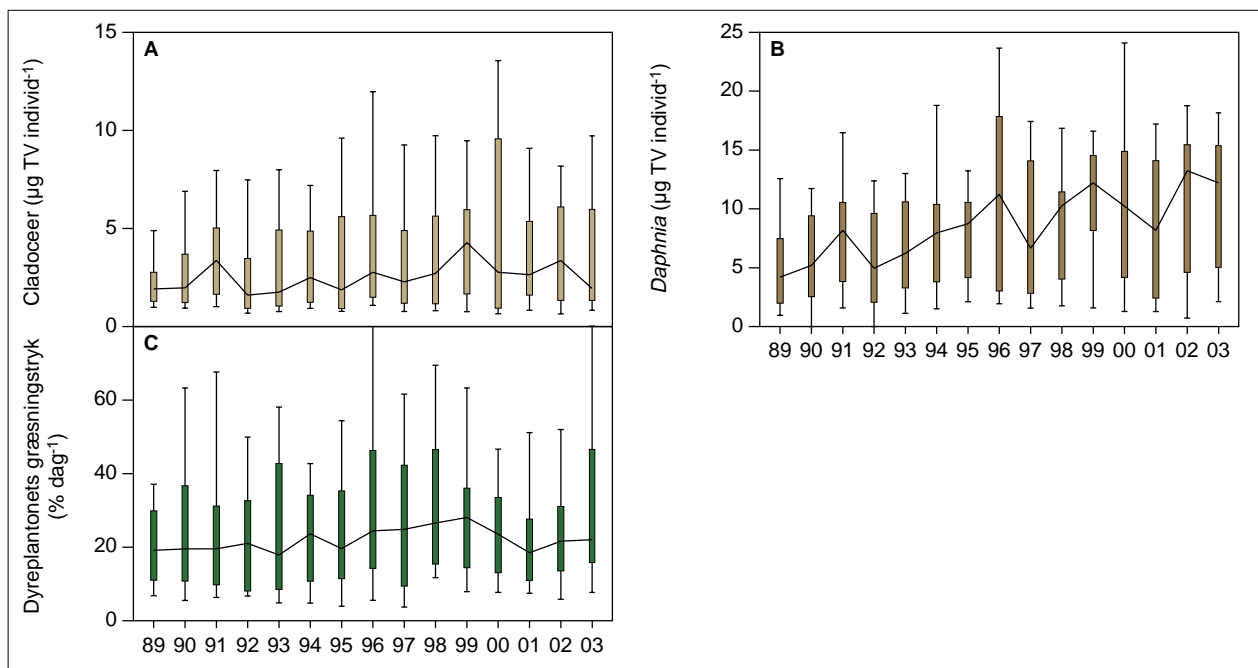 A
Cladoceer (µg TV individ-1)
15
10
5
0
B
Daphnia (µg TV individ-1)
25
20
15
10
5
0
89 90 91 92 93 94 95 96 97 98 99 00 01 02 03
C
Dyreplantonets græsningstryk
(% dag-1)
60
40
20
0
89 90 91 92 93 94 95 96 97 98 99 00 01 02 03